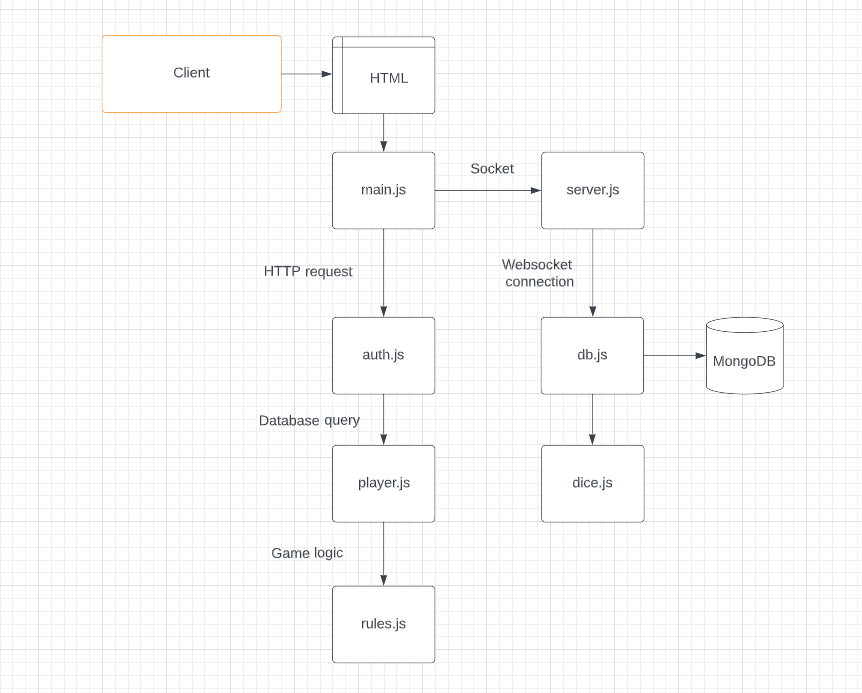 Client
HTML
main.js
Socket
server.js
HTTP request
Websocket
connection
auth.js
db.js
MongoDB
Database query
player.js
dice.js
Game logic
rules.js